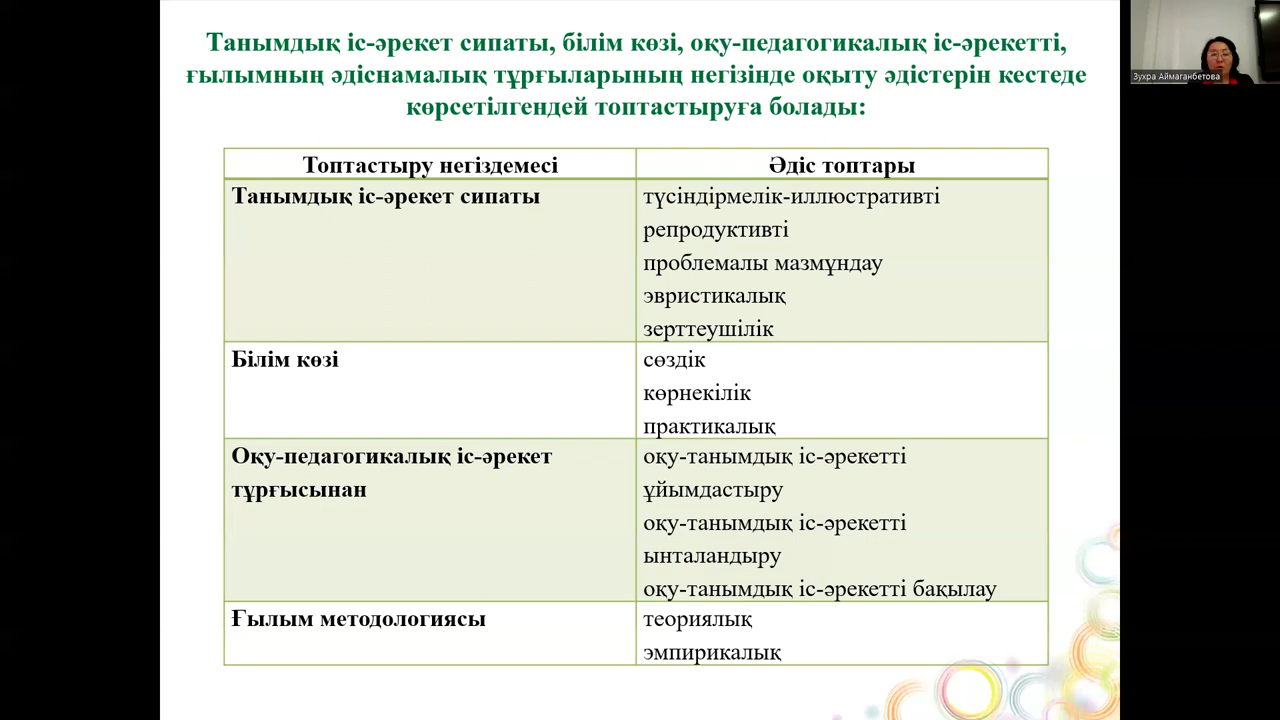 Танымдық іс-әрекет сипаты, білім көзі, оқу-педагогикалық іс-әрекетті,
ғылымның әдіснамалық тұрғыларының негізінде оқыту әдістерін кестеде
көрсетілгендей топтастыруға болады:
Зухра Аймаганбетова
Топтастыру негіздемесі
Әдіс топтары
Танымдық іс-әрекет сипаты
түсіндірмелік-иллюстративті
репродуктивті
проблемалы мазмұндау
эвристикалық
зерттеушілік
Білім көзі
сөздік
көрнекілік
практикалық
Оқу-педагогикалық іс-әрекет
тұрғысынан
оқу-танымдық іс-әрекетті
ұйымдастыру
оқу-танымдық іс-әрекетті
ынталандыру
оқу-танымдық іс-әрекетті бақылау
Ғылым методологиясы
теориялық
эмпирикалық